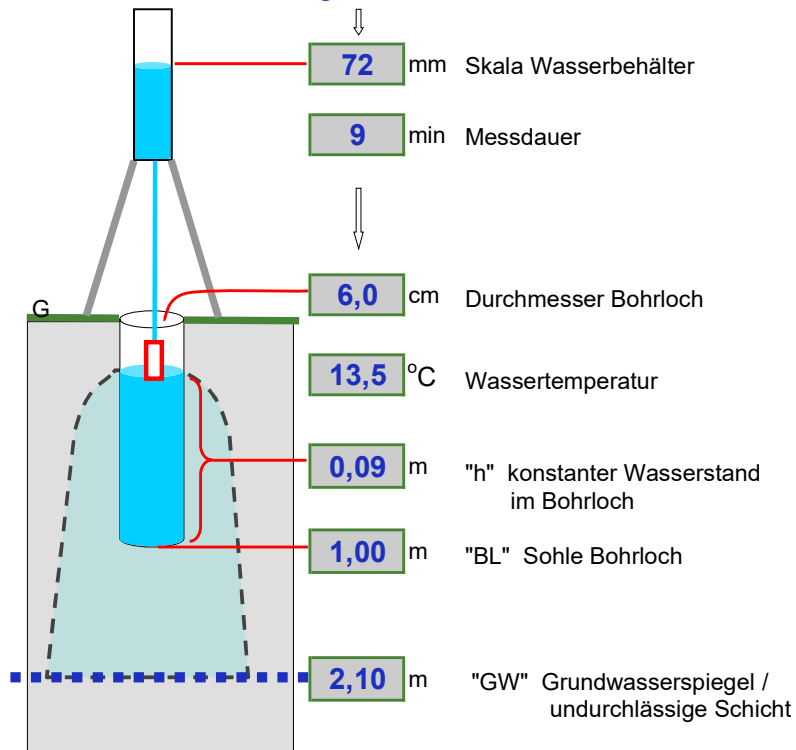 72 mm Skala Wasserbehälter
9 min Messdauer
6,0 cm Durchmesser Bohrloch
G
13,5 °C Wassertemperatur
0,09 m "h" konstanter Wasserstand
im Bohrloch
1,00 m "BL" Sohle Bohrloch
2,10 m "GW" Grundwasserspiegel /
undurchlässige Schicht